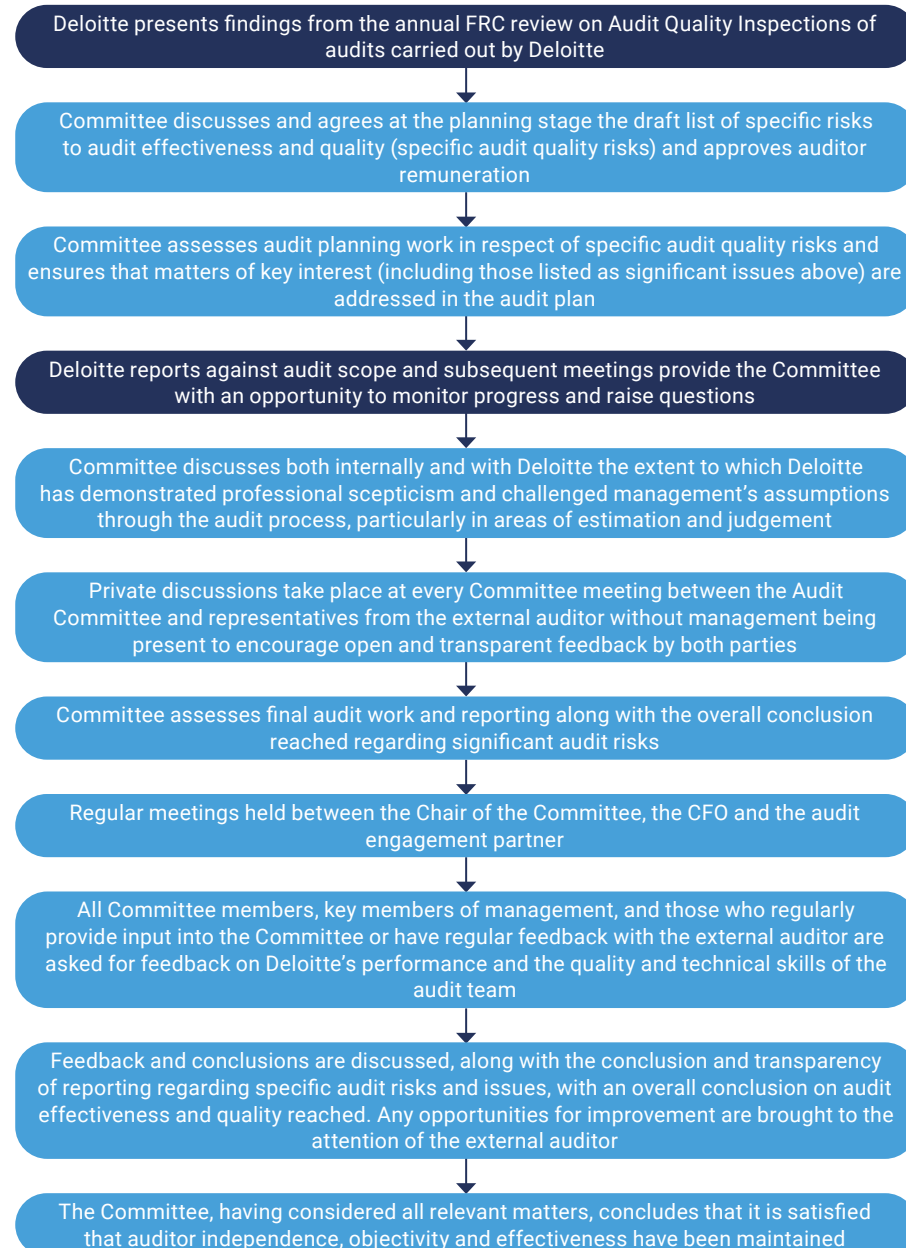 Deloitte presents findings from the annual FRC review on Audit Quality Inspections of
audits carried out by Deloitte
Committee discusses and agrees at the planning stage the draft list of specific risks
to audit effectiveness and quality (specific audit quality risks) and approves auditor
remuneration
Committee assesses audit planning work in respect of specific audit quality risks and
ensures that matters of key interest (including those listed as significant issues above) are
addressed in the audit plan
Deloitte reports against audit scope and subsequent meetings provide the Committee
with an opportunity to monitor progress and raise questions
Committee discusses both internally and with Deloitte the extent to which Deloitte
has demonstrated professional scepticism and challenged management’s assumptions
through the audit process, particularly in areas of estimation and judgement
Private discussions take place at every Committee meeting between the Audit
Committee and representatives from the external auditor without management being
present to encourage open and transparent feedback by both parties
Committee assesses final audit work and reporting along with the overall conclusion
reached regarding significant audit risks
Regular meetings held between the Chair of the Committee, the CFO and the audit
engagement partner
All Committee members, key members of management, and those who regularly
provide input into the Committee or have regular feedback with the external auditor are
asked for feedback on Deloitte’s performance and the quality and technical skills of the
audit team
Feedback and conclusions are discussed, along with the conclusion and transparency
of reporting regarding specific audit risks and issues, with an overall conclusion on audit
effectiveness and quality reached. Any opportunities for improvement are brought to the
attention of the external auditor
The Committee, having considered all relevant matters, concludes that it is satisfied
that auditor independence, objectivity and effectiveness have been maintained